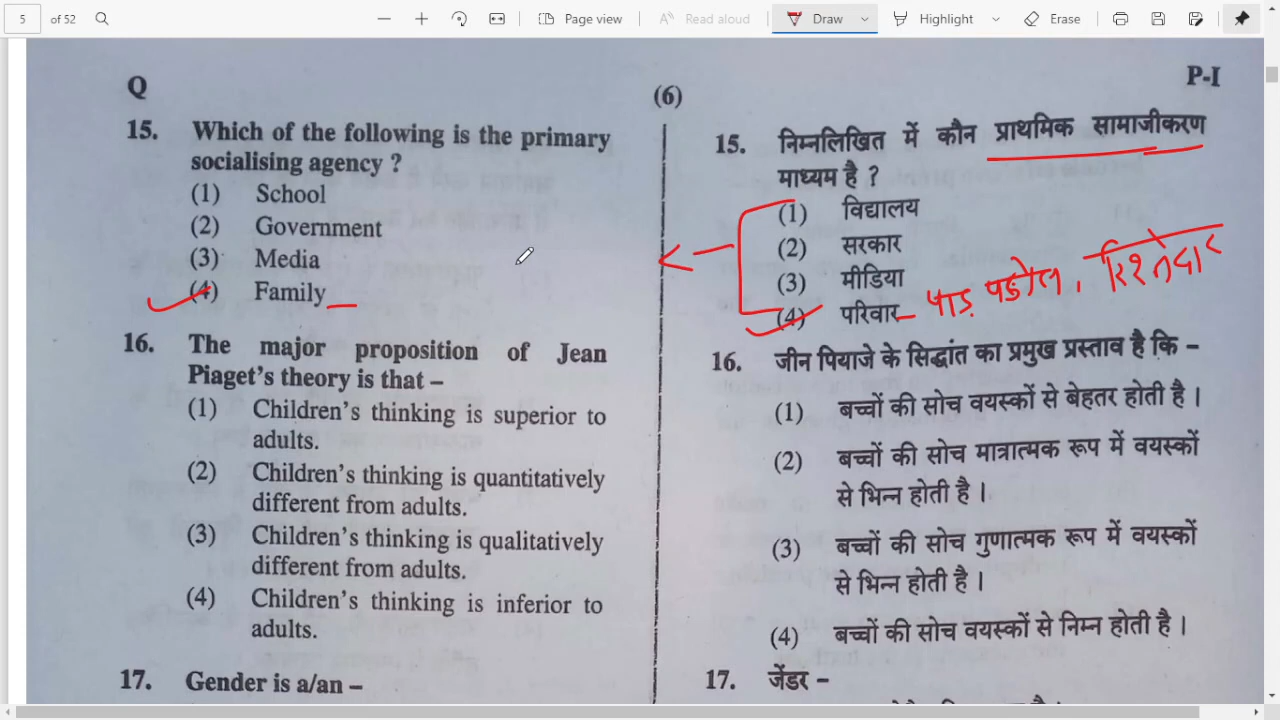 5 of 52 Page view Read aloud Draw Highlight Erase
Q
(6)
P-I
15. Which of the following is the primary
socialising agency ?
(1) School
(2) Government
(3) Media
(4) Family
16. The major proposition of Jean
Piaget's theory is that –
(1) Children's thinking is superior to
adults.
(2) Children's thinking is quantitatively
different from adults.
(3) Children's thinking is qualitatively
different from adults.
(4) Children's thinking is inferior to
adults.
17. Gender is a/an –
15. निम्नलिखित में कौन प्राथमिक सामाजीकरण
माध्यम है ?
(1) विद्यालय
(2) सरकार
(3) मीडिया
(4) परिवार – पाड़ पडौस, रिश्तेदार
16. जीन पियाजे के सिद्धांत का प्रमुख प्रस्ताव है कि –
(1) बच्चों की सोच वयस्कों से बेहतर होती है।
(2) बच्चों की सोच मात्रात्मक रूप में वयस्कों
से भिन्न होती है।
(3) बच्चों की सोच गुणात्मक रूप में वयस्कों
से भिन्न होती है।
(4) बच्चों की सोच वयस्कों से निम्न होती है।
17. जेंडर –